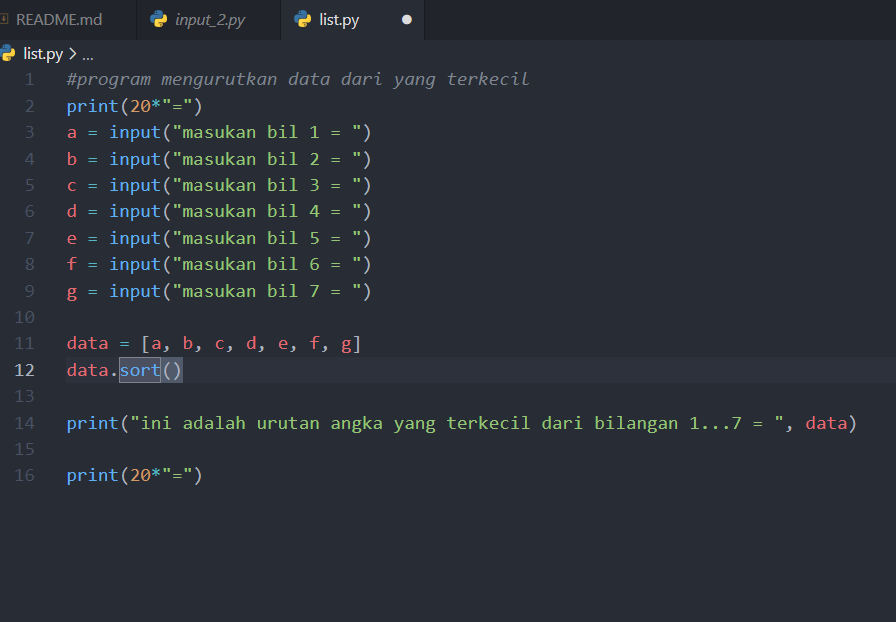 README.md input_2.py list.py
list.py > ...
1 #program mengurutkan data dari yang terkecil
2 print(20*"=")
3 a = input("masukan bil 1 = ")
4 b = input("masukan bil 2 = ")
5 c = input("masukan bil 3 = ")
6 d = input("masukan bil 4 = ")
7 e = input("masukan bil 5 = ")
8 f = input("masukan bil 6 = ")
9 g = input("masukan bil 7 = ")
10
11 data = [a, b, c, d, e, f, g]
12 data.sort()
13
14 print("ini adalah urutan angka yang terkecil dari bilangan 1...7 = ", data)
15
16 print(20*"=")